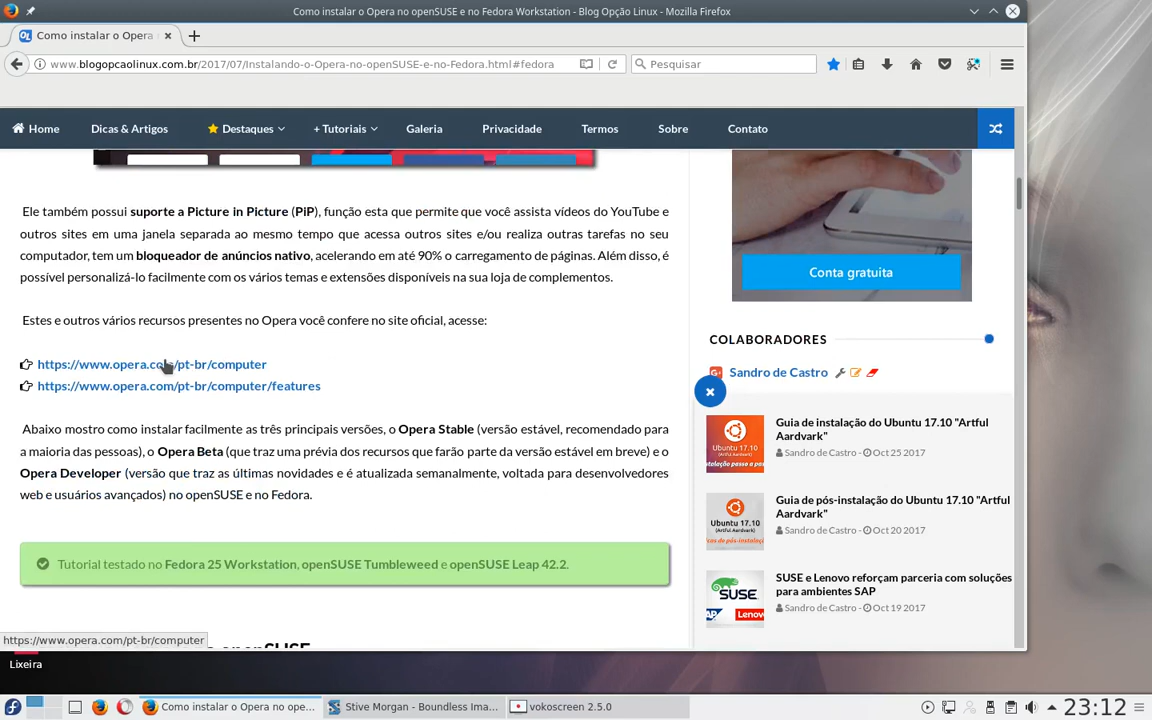 Como instalar o Opera no openSUSE e no Fedora Workstation - Blog Opção Linux - Mozilla Firefox
Como instalar o Opera
www.blogopcaolinux.com.br/2017/07/Instalando-o-Opera-no-openSUSE-e-no-Fedora.html#fedora
Pesquisar
Home Dicas & Artigos Destaques + Tutoriais Galeria Privacidade Termos Sobre Contato
Ele também possui suporte a Picture in Picture (PiP), função esta que permite que você assista vídeos do YouTube e
outros sites em uma janela separada ao mesmo tempo que acessa outros sites e/ou realiza outras tarefas no seu
computador, tem um bloqueador de anúncios nativo, acelerando em até 90% o carregamento de páginas. Além disso, é
possível personalizá-lo facilmente com os vários temas e extensões disponíveis na sua loja de complementos.
Estes e outros vários recursos presentes no Opera você confere no site oficial, acesse:
https://www.opera.com/pt-br/computer
https://www.opera.com/pt-br/computer/features
Abaixo mostro como instalar facilmente as três principais versões, o Opera Stable (versão estável, recomendado para
a maioria das pessoas), o Opera Beta (que traz uma prévia dos recursos que farão parte da versão estável em breve) e o
Opera Developer (versão que traz as últimas novidades e é atualizada semanalmente, voltada para desenvolvedores
web e usuários avançados) no openSUSE e no Fedora.
Tutorial testado no Fedora 25 Workstation, openSUSE Tumbleweed e openSUSE Leap 42.2.
openSUSE
Conta gratuita
COLABORADORES
Sandro de Castro
Ubuntu 17.10
Guia de instalação do Ubuntu 17.10 "Artful
Aardvark"
Sandro de Castro - Oct 25 2017
Ubuntu 17.10
Guia de pós-instalação do Ubuntu 17.10 "Artful
Aardvark"
Sandro de Castro - Oct 20 2017
SUSE
SAP Lenovo
SUSE e Lenovo reforçam parceria com soluções
para ambientes SAP
Sandro de Castro - Oct 19 2017
https://www.opera.com/pt-br/computer
Lixeira
Como instalar o Opera no ope...
Stive Morgan - Boundless Ima...
vokoscreen 2.5.0
23:12